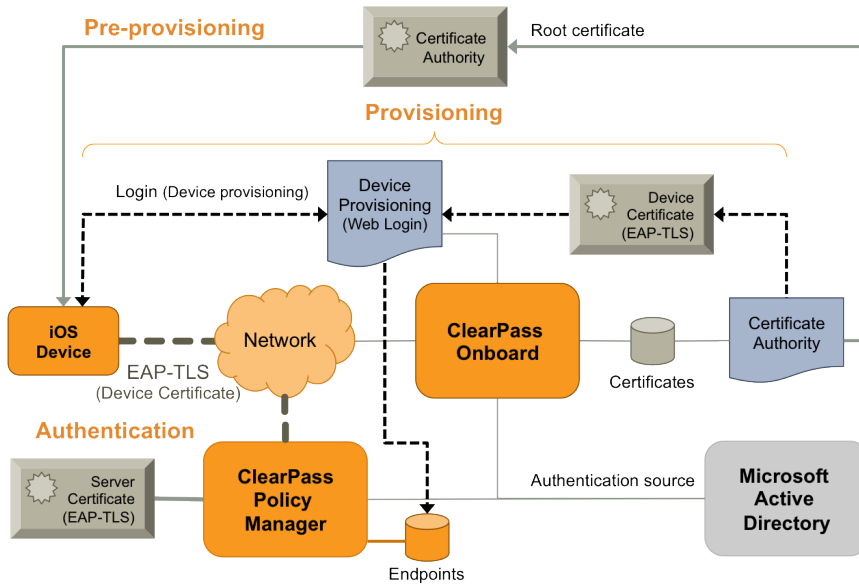 Pre-provisioning
Certificate
Authority
Root certificate
Provisioning
Login (Device provisioning)
Device
Provisioning
(Web Login)
Device
Certificate
(EAP-TLS)
iOS
Device
Network
ClearPass
Onboard
Certificates
Certificate
Authority
EAP-TLS
(Device Certificate)
Authentication
Server
Certificate
(EAP-TLS)
ClearPass
Policy
Manager
Authentication source
Microsoft
Active
Directory
Endpoints